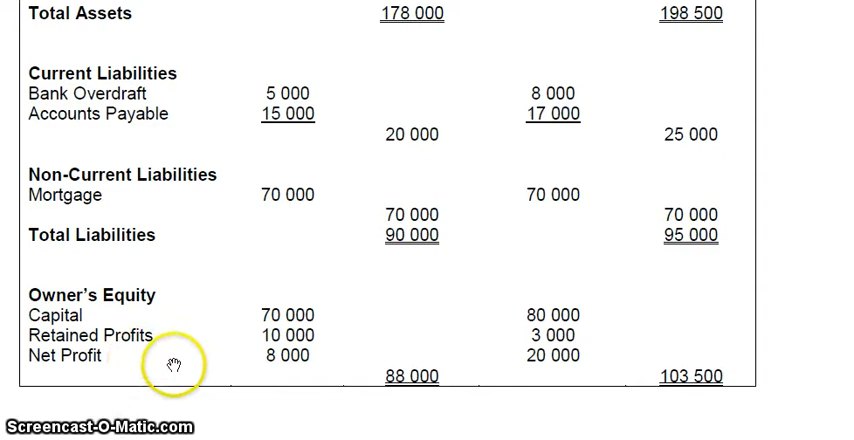 Total Assets 178 000 198 500
Current Liabilities
Bank Overdraft 5 000 8 000
Accounts Payable 15 000 17 000
20 000 25 000
Non-Current Liabilities
Mortgage 70 000 70 000
70 000 70 000
Total Liabilities 90 000 95 000
Owner's Equity
Capital 70 000 80 000
Retained Profits 10 000 3 000
Net Profit 8 000 20 000
88 000 103 500
Screencast-O-Matic.com